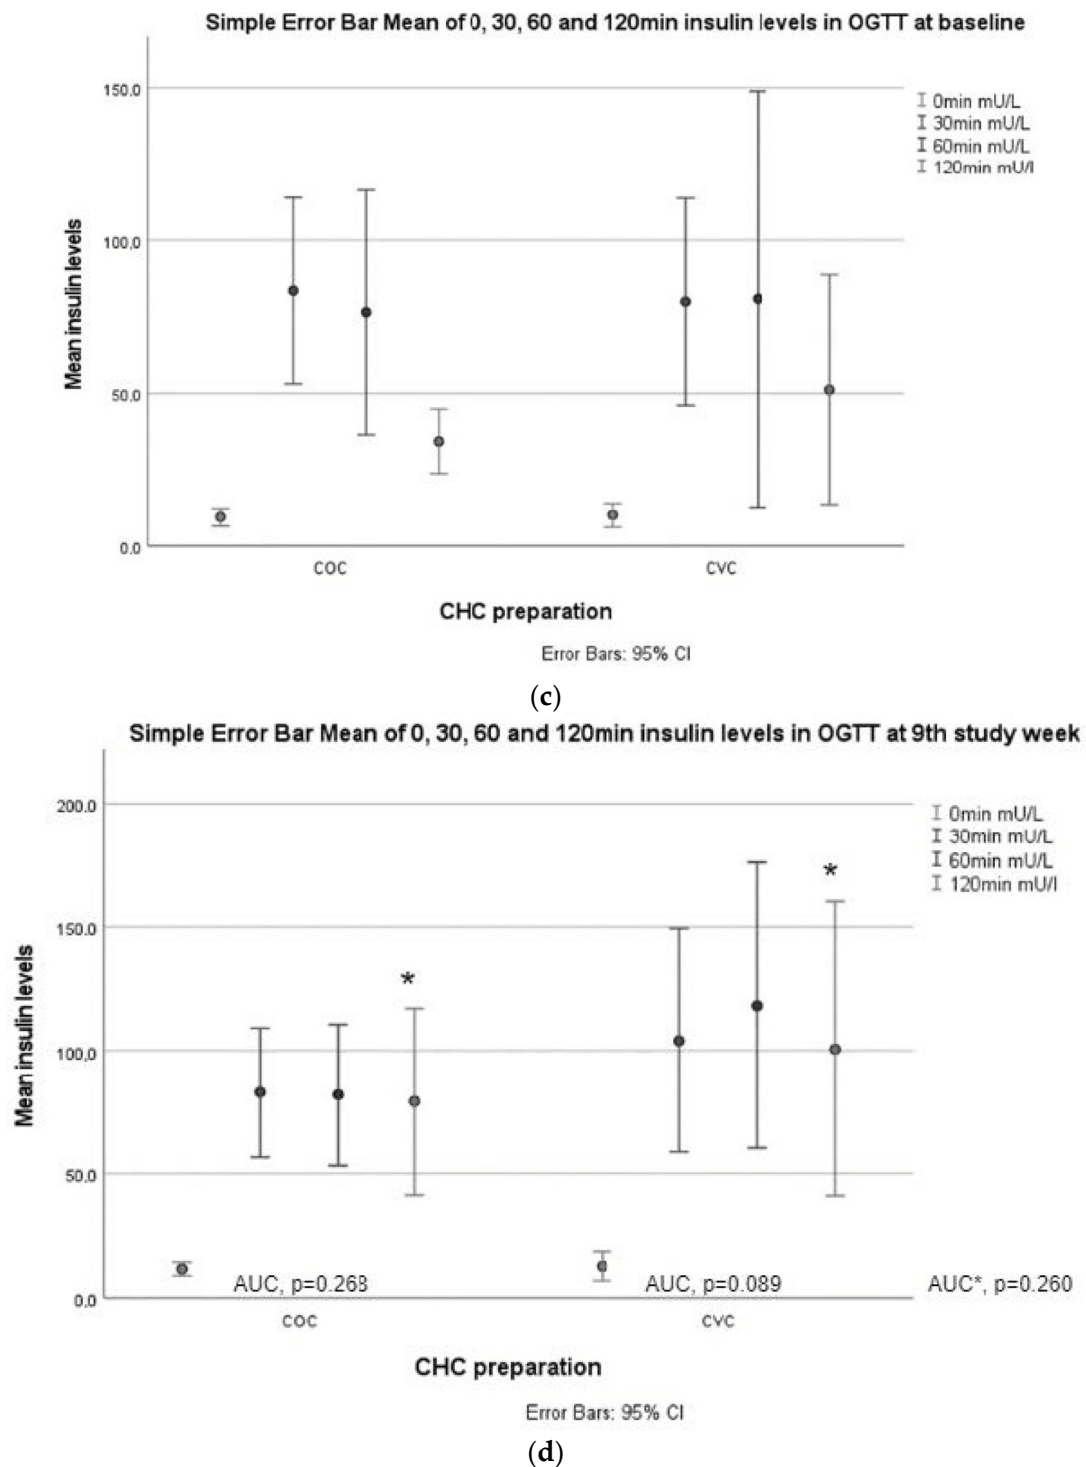 Simple Error Bar Mean of 0, 30, 60 and 120min insulin levels in OGTT at baseline
150.0
100.0
50.0
0.0
Mean insulin levels
0min mU/L
30min mU/L
60min mU/L
120min mU/l
COC
CVC
CHC preparation
Error Bars: 95% CI
(c)
Simple Error Bar Mean of 0, 30, 60 and 120min insulin levels in OGTT at 9th study week
200.0
150.0
100.0
50.0
0.0
Mean insulin levels
0min mU/L
30min mU/L
60min mU/L
120min mU/l
*
*
AUC, p=0.268
AUC, p=0.089
AUC*, p=0.260
COC
CVC
CHC preparation
Error Bars: 95% CI
(d)